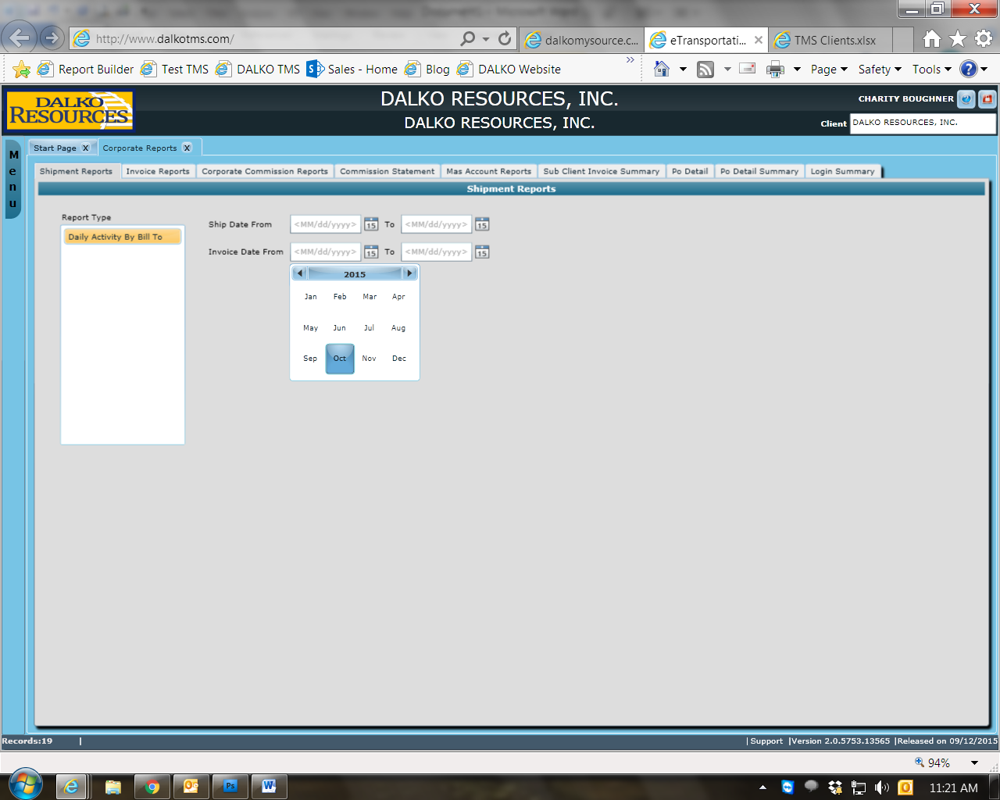 http://www.dalkotms.com/
dalkomysource.c...
eTransportati...
TMS Clients.xlsx
Report Builder
Test TMS
DALKO TMS
Sales - Home
Blog
DALKO Website
Page
Safety
Tools
DALKO
RESOURCES
DALKO RESOURCES, INC.
DALKO RESOURCES, INC.
CHARITY BOUGHNER
Client DALKO RESOURCES, INC.
Menu
Start Page X
Corporate Reports X
Shipment Reports
Invoice Reports
Corporate Commission Reports
Commission Statement
Mas Account Reports
Sub Client Invoice Summary
Po Detail
Po Detail Summary
Login Summary
Shipment Reports
Report Type
Daily Activity By Bill To
Ship Date From <MM/dd/yyyy> 15 To <MM/dd/yyyy> 15
Invoice Date From <MM/dd/yyyy> 15 To <MM/dd/yyyy> 15
2015
Jan Feb Mar Apr
May Jun Jul Aug
Sep Oct Nov Dec
Records:19 |
| Support |Version 2.0.5753.13565 |Released on 09/12/2015
94%
11:21 AM